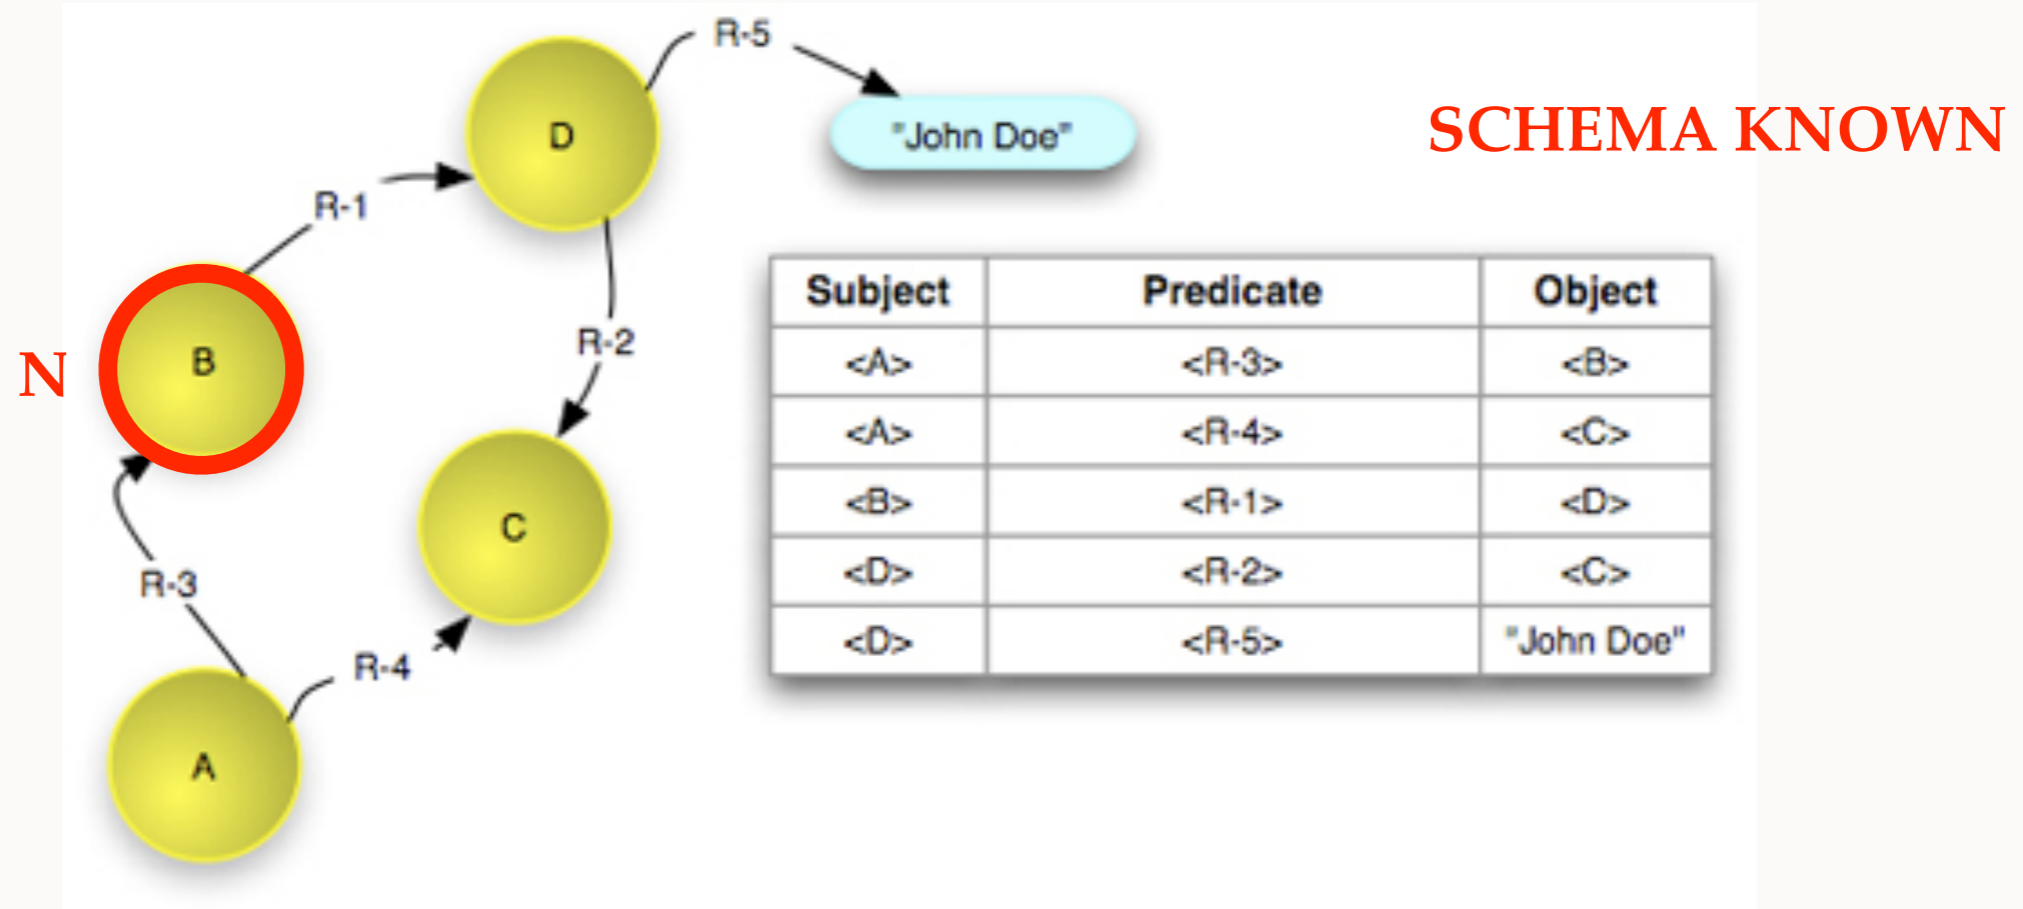 R-5
D
"John Doe"
SCHEMA KNOWN
R-1
B
N
R-2
C
R-3
R-4
A
Subject Predicate Object
<A> <R-3> <B>
<A> <R-4> <C>
<B> <R-1> <D>
<D> <R-2> <C>
<D> <R-5> "John Doe"